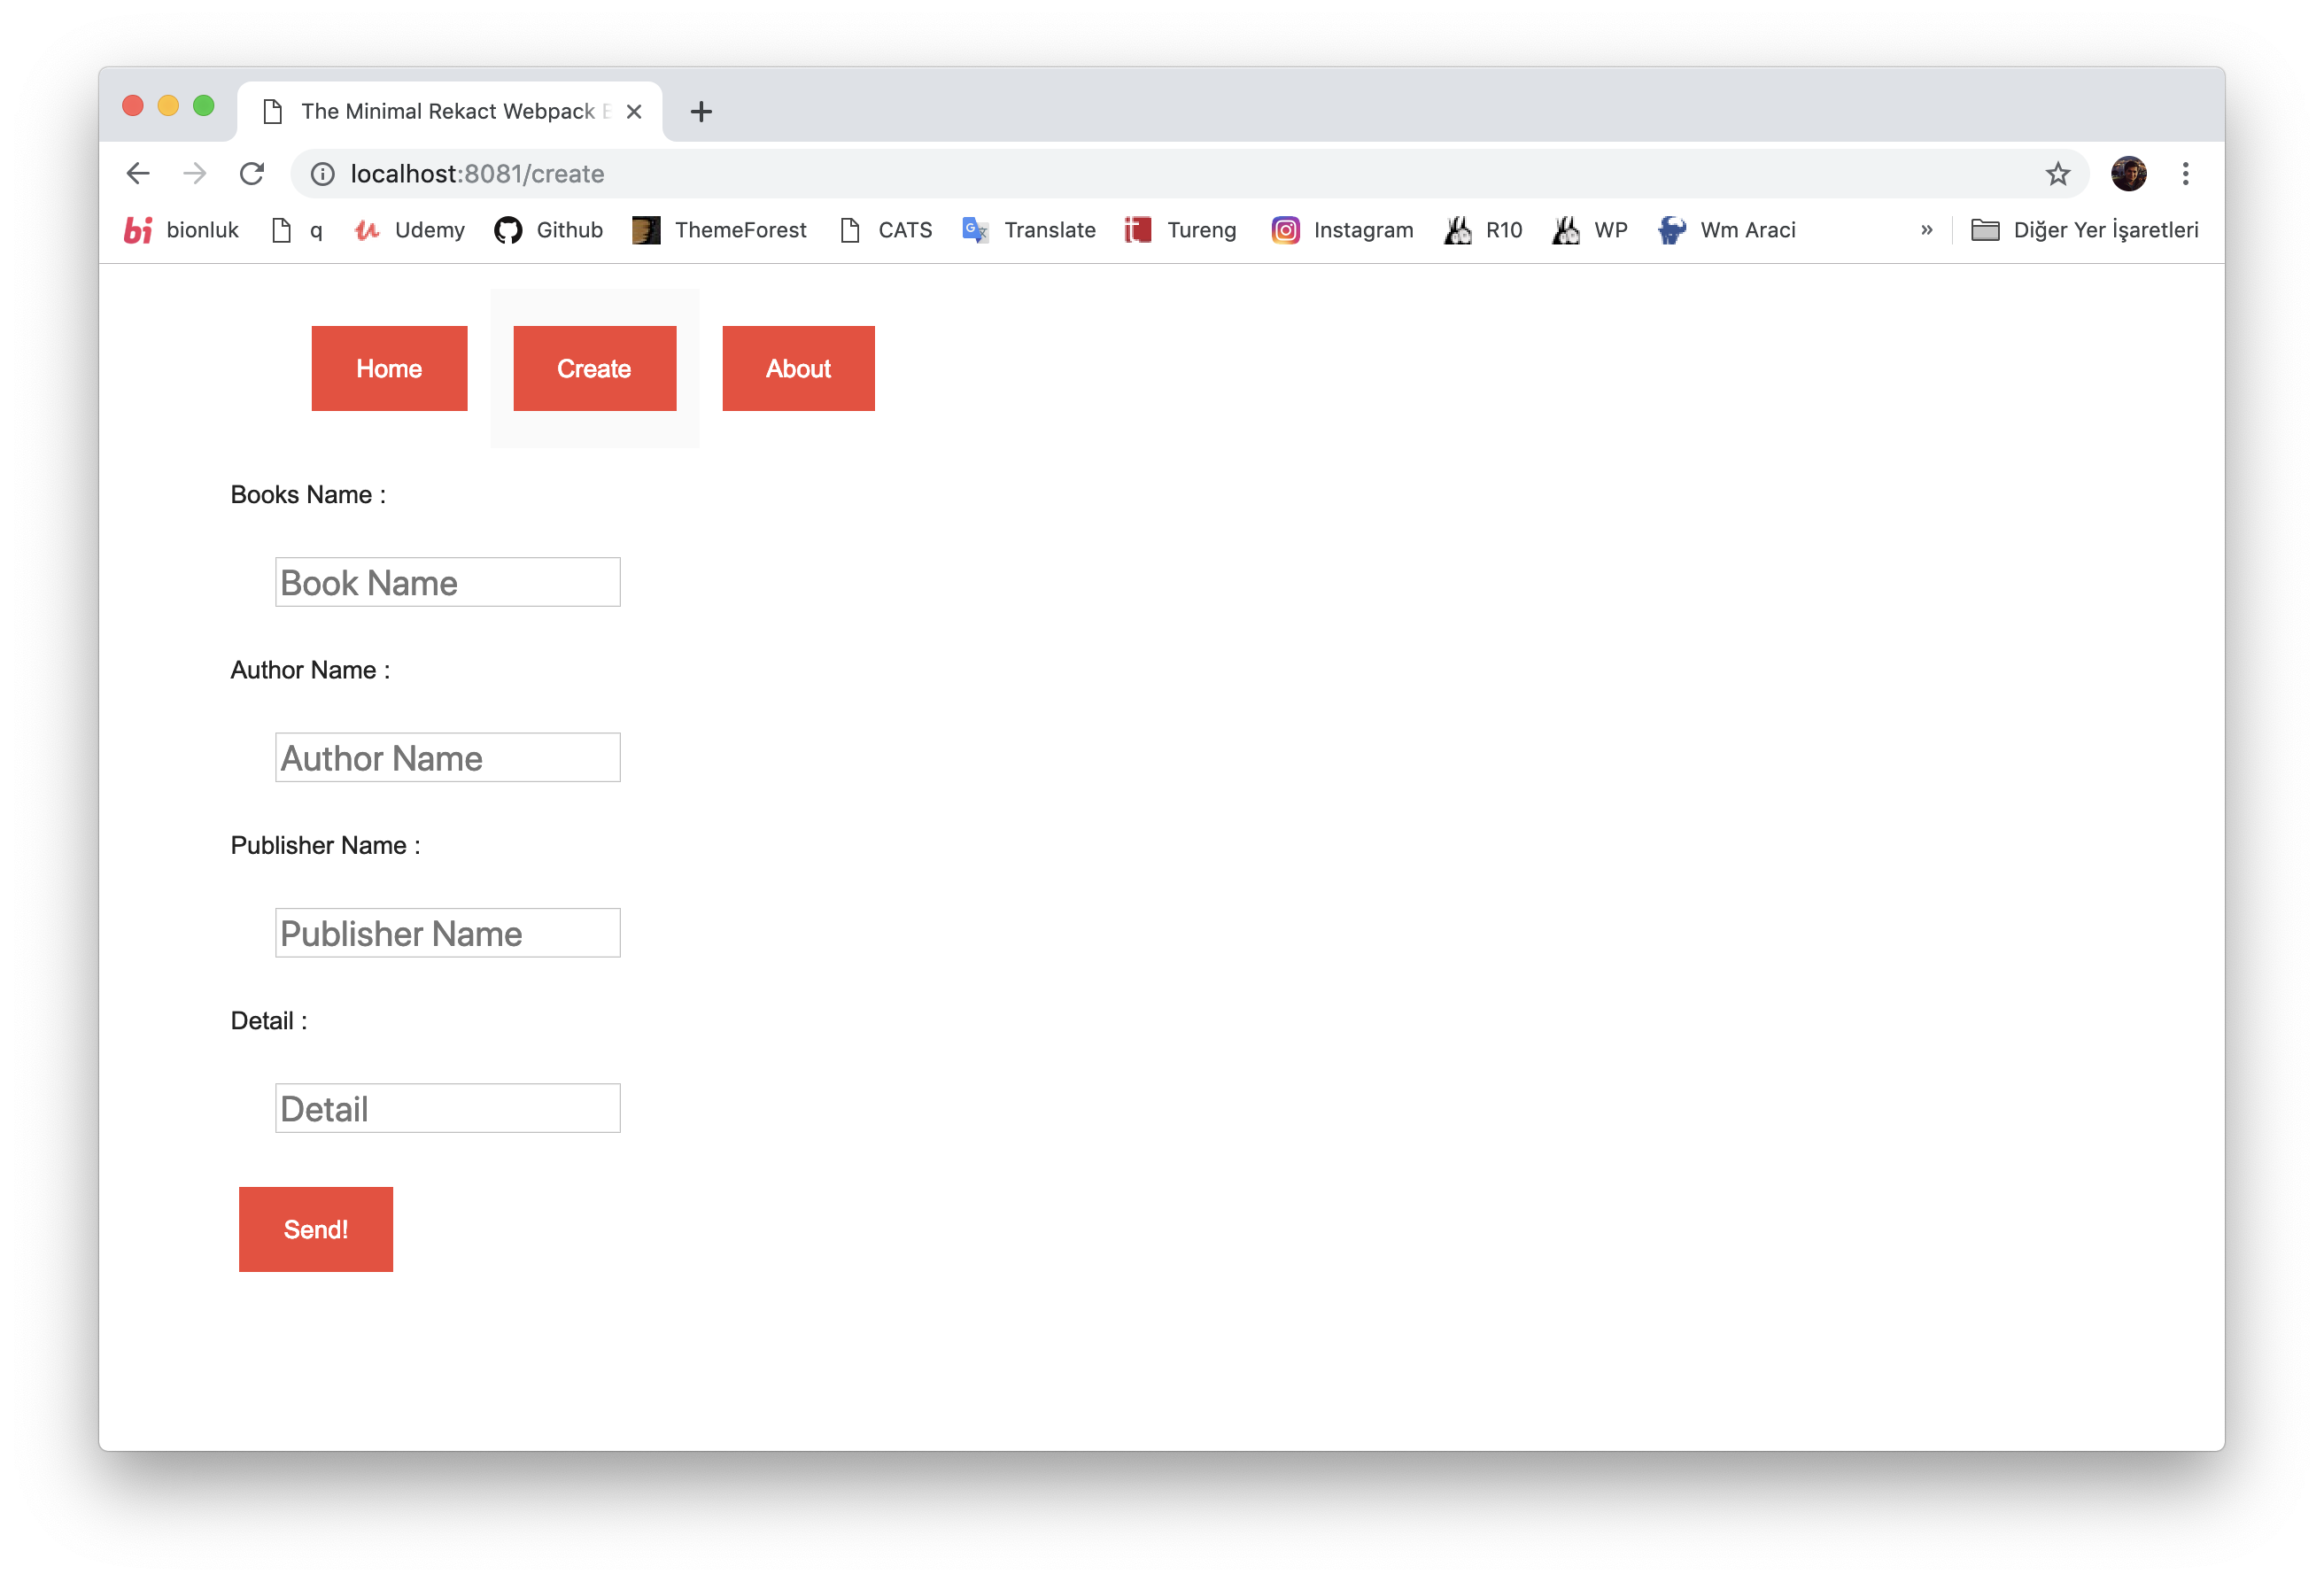 The Minimal Rekact Webpack
localhost:8081/create
bi bionluk q Udemy Github ThemeForest CATS Translate Tureng Instagram R10 WP Wm Araci » Diğer Yer İşaretleri
Home Create About
Books Name :
Book Name
Author Name :
Author Name
Publisher Name :
Publisher Name
Detail :
Detail
Send!